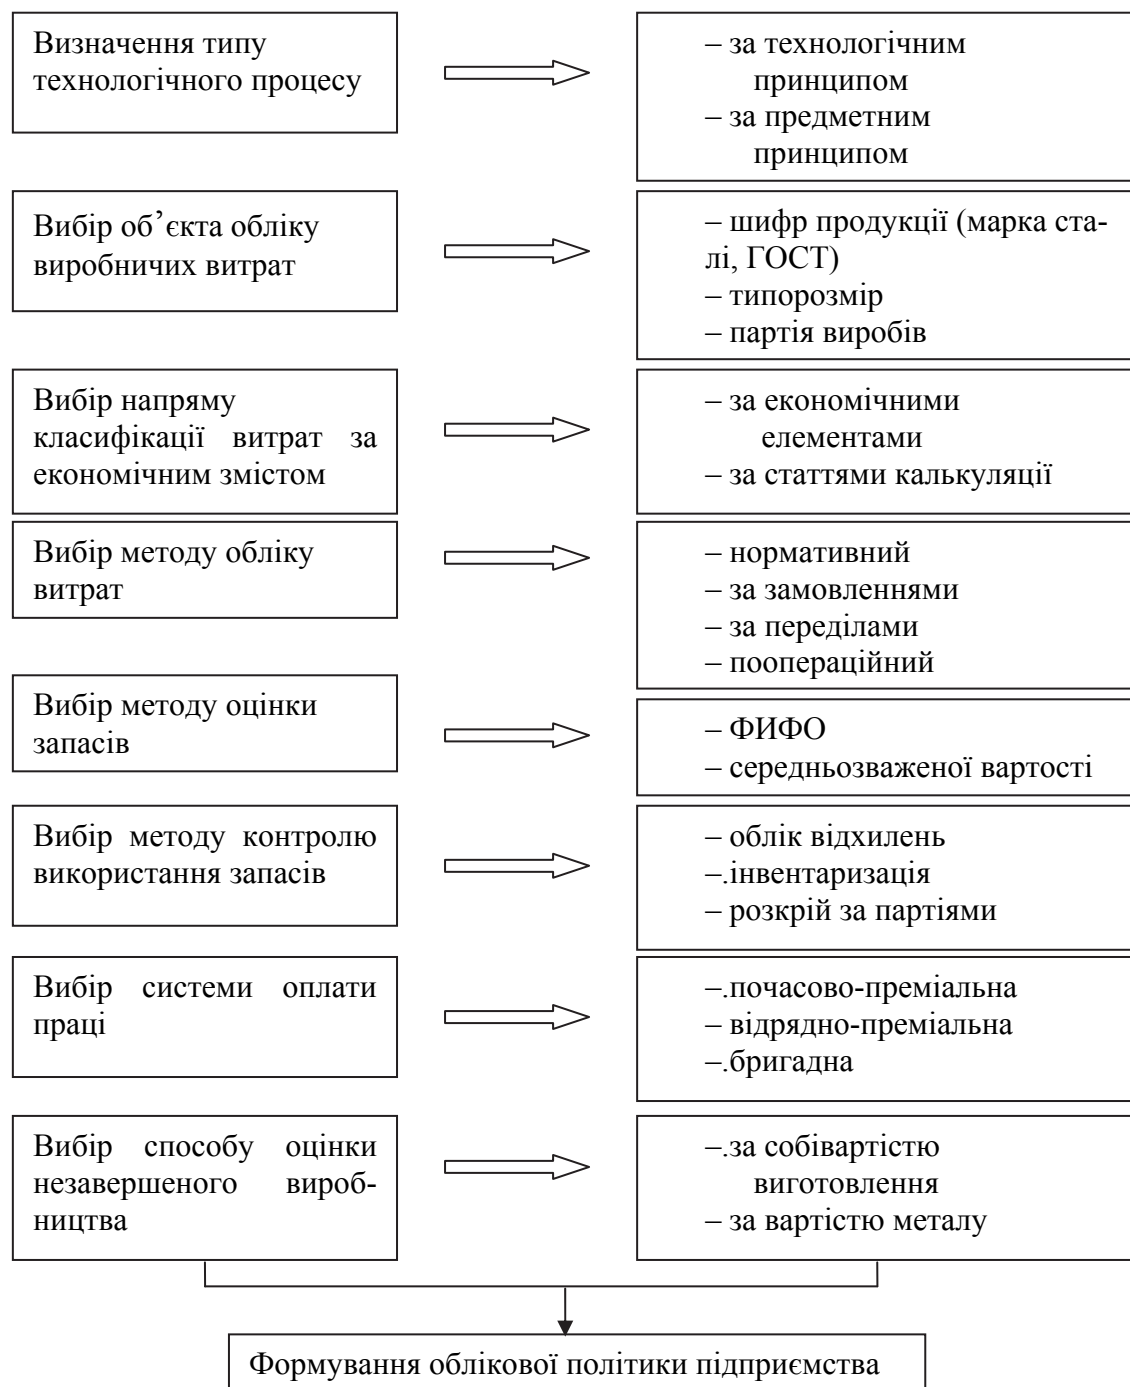 Визначення типу
технологічного процесу
– за технологічним
принципом
– за предметним
принципом
Вибір об’єкта обліку
виробничих витрат
– шифр продукції (марка ста-
лі, ГОСТ)
– типорозмір
– партія виробів
Вибір напряму
класифікації витрат за
економічним змістом
– за економічними
елементами
– за статтями калькуляції
Вибір методу обліку
витрат
– нормативний
– за замовленнями
– за переділами
– поопераційний
Вибір методу оцінки
запасів
– ФИФО
– середньозваженої вартості
Вибір методу контролю
використання запасів
– облік відхилень
–.інвентаризація
– розкрій за партіями
Вибір системи оплати
праці
–.почасово-преміальна
– відрядно-преміальна
–.бригадна
Вибір способу оцінки
незавершеного вироб-
ництва
–.за собівартістю
виготовлення
– за вартістю металу
Формування облікової політики підприємства